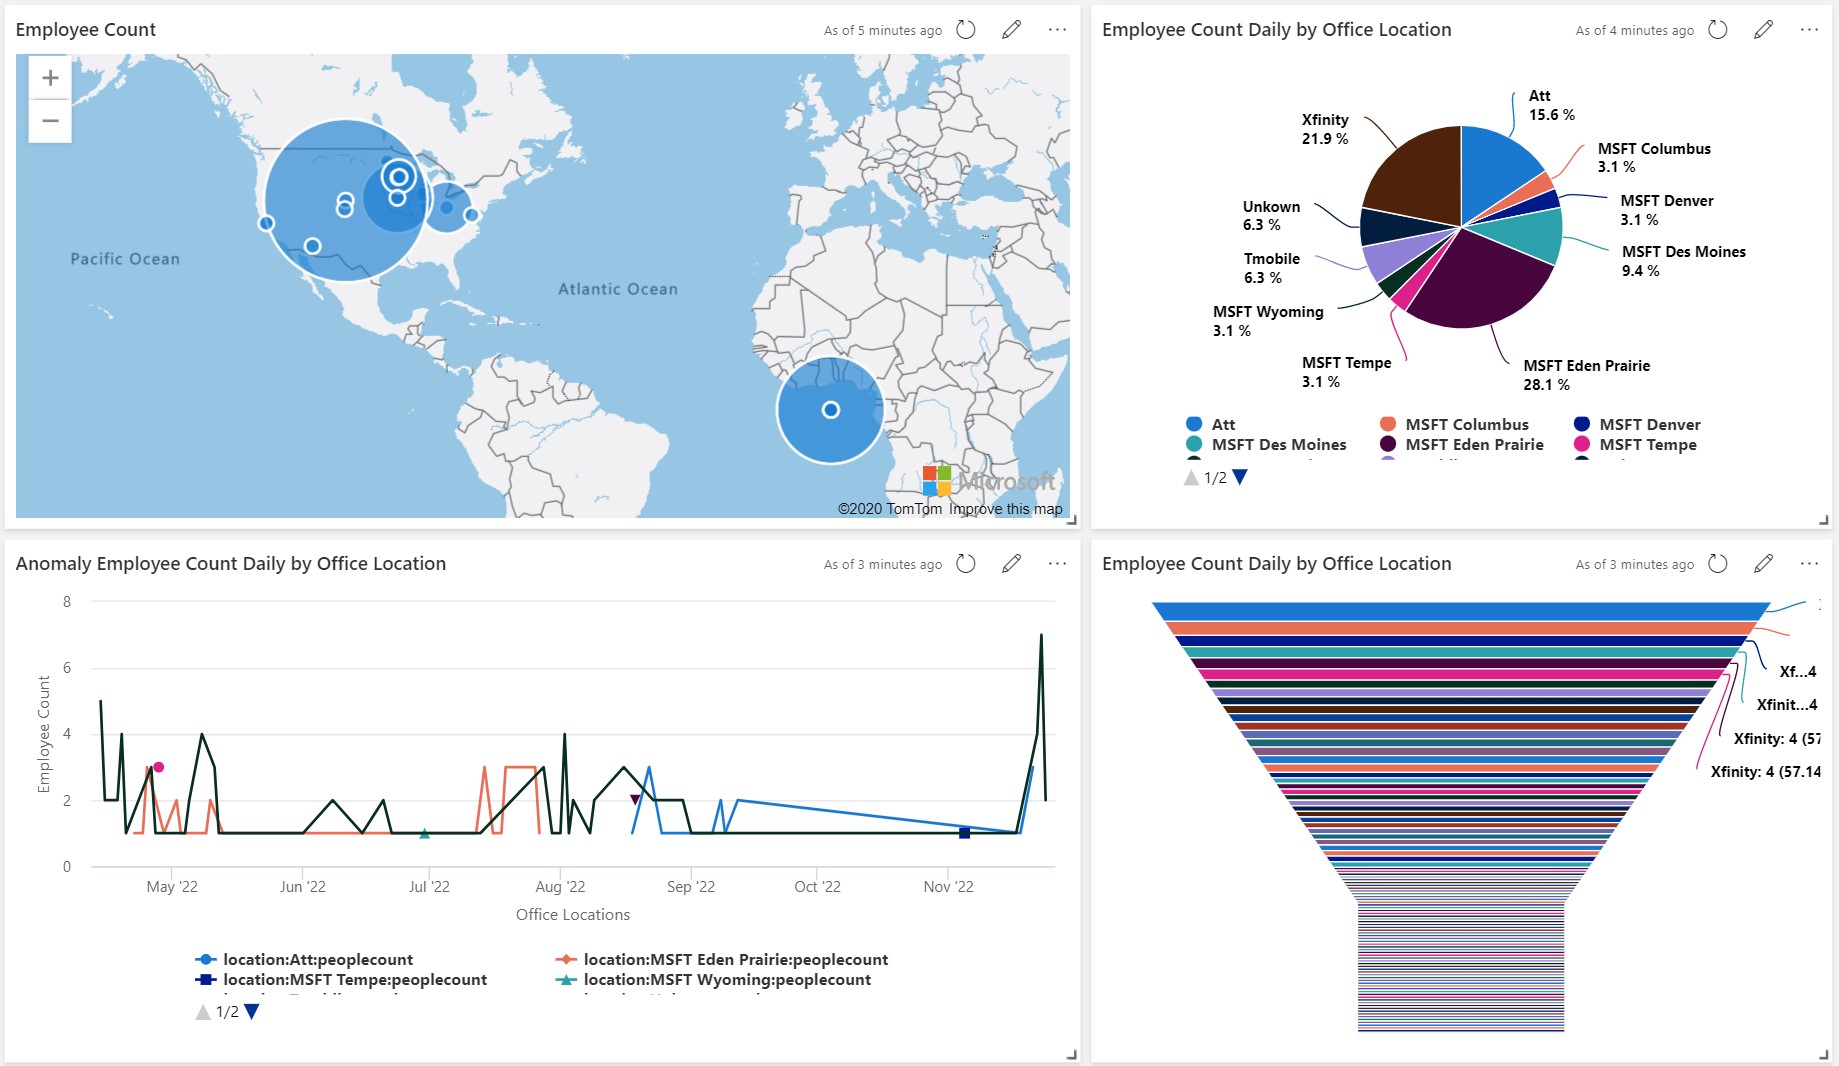 Employee Count
As of 5 minutes ago
+
−
Pacific Ocean
Atlantic Ocean
Microsoft
©2020 TomTom Improve this map
Employee Count Daily by Office Location
As of 4 minutes ago
Att
15.6 %
Xfinity
21.9 %
MSFT Columbus
3.1 %
MSFT Denver
3.1 %
Unkown
6.3 %
MSFT Des Moines
9.4 %
Tmobile
6.3 %
MSFT Wyoming
3.1 %
MSFT Tempe
3.1 %
MSFT Eden Prairie
28.1 %
Att
MSFT Columbus
MSFT Denver
MSFT Des Moines
MSFT Eden Prairie
MSFT Tempe
1/2
Anomaly Employee Count Daily by Office Location
As of 3 minutes ago
8
6
4
2
0
Employee Count
May '22
Jun '22
Jul '22
Aug '22
Sep '22
Oct '22
Nov '22
Office Locations
location:Att:peoplecount
location:MSFT Eden Prairie:peoplecount
location:MSFT Tempe:peoplecount
location:MSFT Wyoming:peoplecount
1/2
Employee Count Daily by Office Location
As of 3 minutes ago
Xf...4
Xfinit...4
Xfinity: 4 (57
Xfinity: 4 (57.14